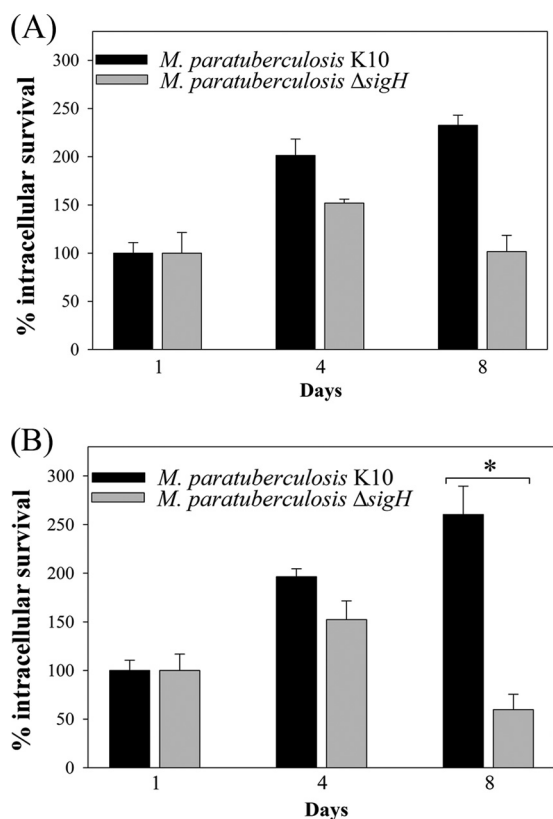 (A)
300
250
200
150
100
50
0
% intracellular survival
M. paratuberculosis K10
M. paratuberculosis ΔsigH
1 4 8
Days
(B)
300
250
200
150
100
50
0
% intracellular survival
M. paratuberculosis K10
M. paratuberculosis ΔsigH
*
1 4 8
Days